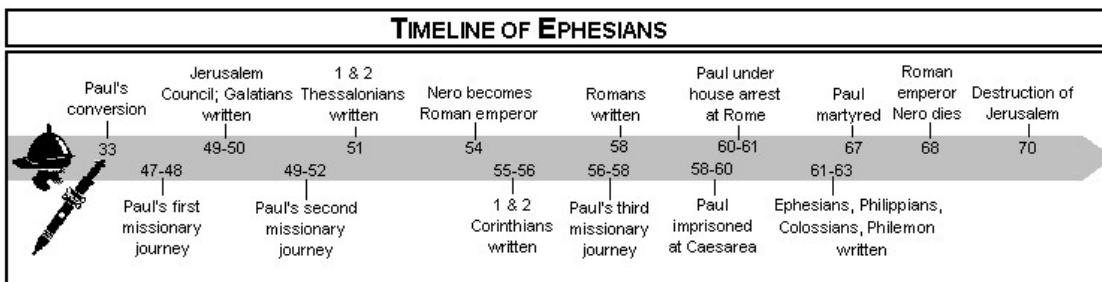 TIMELINE OF EPHESIANS
Paul's
conversion
33
47-48
Paul's first
missionary
journey
Jerusalem
Council; Galatians
written
49-50
49-52
Paul's second
missionary
journey
1 & 2
Thessalonians
written
51
Nero becomes
Roman emperor
54
55-56
1 & 2
Corinthians
written
Romans
written
58
56-58
Paul's third
missionary
journey
58-60
Paul
imprisoned
at Caesarea
Paul under
house arrest
at Rome
60-61
61-63
Ephesians, Philippians,
Colossians, Philemon
written
Paul
martyred
67
Roman
emperor
Nero dies
68
Destruction of
Jerusalem
70